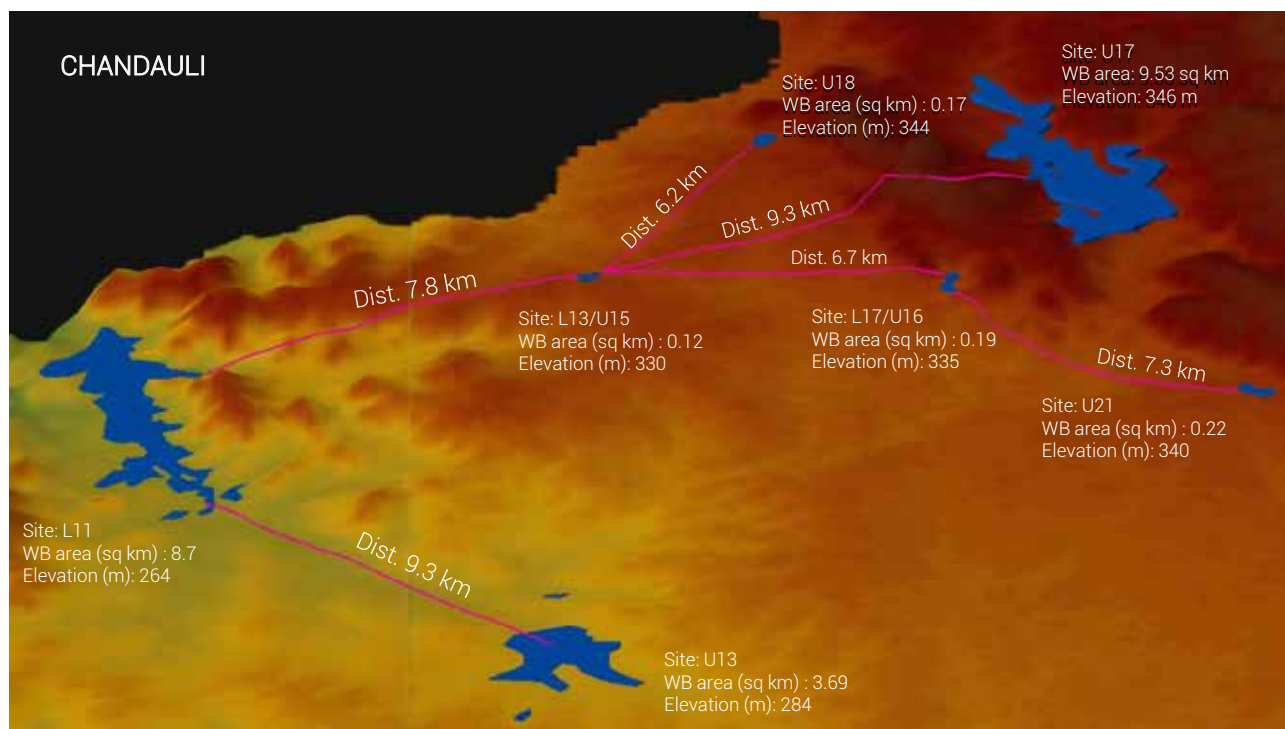 CHANDAULI
Site: U18
WB area (sq km) : 0.17
Elevation (m): 344
Site: U17
WB area: 9.53 sq km
Elevation: 346 m
Dist. 6.2 km
Dist. 9.3 km
Dist. 6.7 km
Dist. 7.8 km
Site: L13/U15
WB area (sq km) : 0.12
Elevation (m): 330
Site: L17/U16
WB area (sq km) : 0.19
Elevation (m): 335
Dist. 7.3 km
Site: U21
WB area (sq km) : 0.22
Elevation (m): 340
Site: L11
WB area (sq km) : 8.7
Elevation (m): 264
Dist. 9.3 km
Site: U13
WB area (sq km) : 3.69
Elevation (m): 284